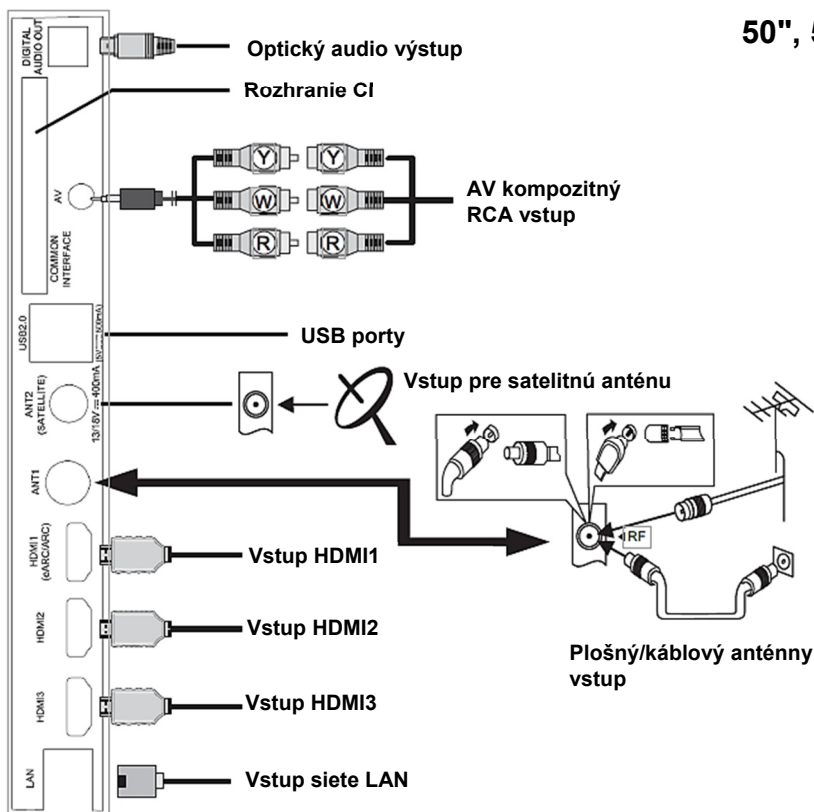 50", 5
DIGITAL
AUDIO OUT
Optický audio výstup
Rozhranie CI
AV
Y Y
W W
R R
AV kompozitný
RCA vstup
COMMON
INTERFACE
USB2.0
(5V 500mA)
USB porty
ANT2
(SATELLITE)
13/18V 400mA
Vstup pre satelitnú anténu
ANT1
RF
HDMI1
(eARC/ARC)
Vstup HDMI1
HDMI2
Vstup HDMI2
Plošný/káblový anténny
vstup
HDMI3
Vstup HDMI3
LAN
Vstup siete LAN